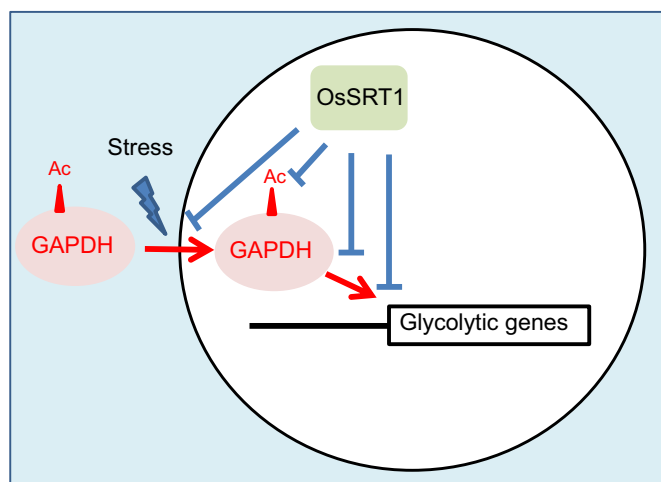 OsSRT1
Stress
Ac
Ac
GAPDH
GAPDH
Glycolytic genes